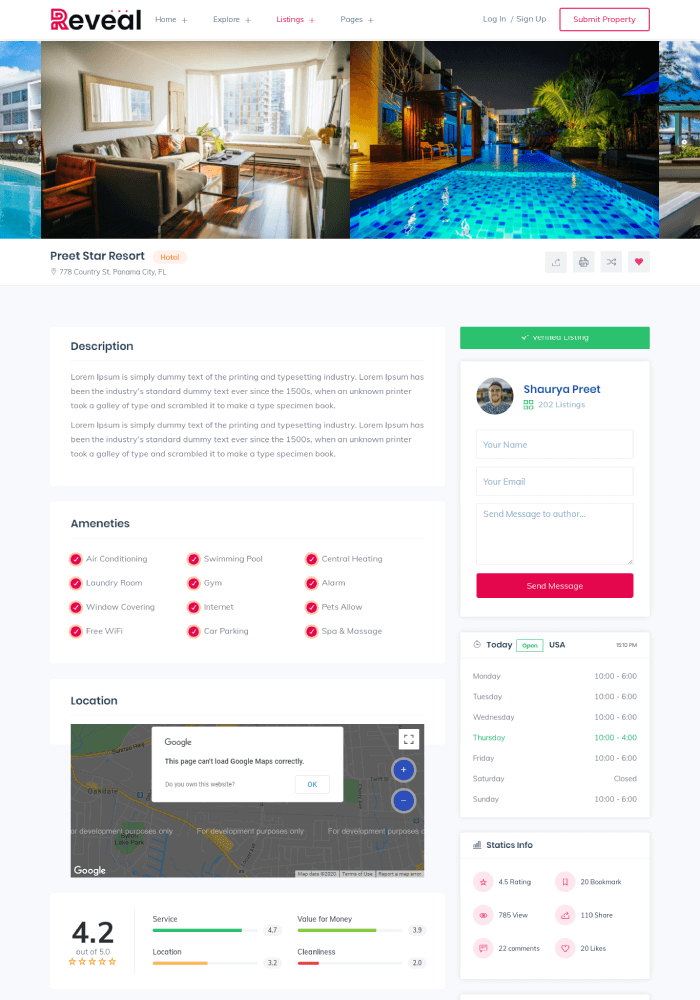 Reveal
Home + Explore + Listings + Pages +
Log In / Sign Up
Submit Property
Preet Star Resort
Hotel
778 Country St. Panama City, FL
Description
Lorem Ipsum is simply dummy text of the printing and typesetting industry. Lorem Ipsum has
been the industry's standard dummy text ever since the 1500s, when an unknown printer
took a galley of type and scrambled it to make a type specimen book.
Lorem Ipsum is simply dummy text of the printing and typesetting industry. Lorem Ipsum has
been the industry's standard dummy text ever since the 1500s, when an unknown printer
took a galley of type and scrambled it to make a type specimen book.
Ameneties
Air Conditioning
Swimming Pool
Central Heating
Laundry Room
Gym
Alarm
Window Covering
Internet
Pets Allow
Free WiFi
Car Parking
Spa & Massage
Location
Google
This page can't load Google Maps correctly.
Do you own this website?
OK
Oakdale
Lake Park
For development purposes only
For development purposes only
For development purposes
Google
Map data ©2020
Terms of Use
Report a map error
4.2
out of 5.0
Service
4.7
Value for Money
3.9
Location
3.2
Cleanliness
2.0
Verified Listing
Shaurya Preet
202 Listings
Your Name
Your Email
Send Message to author...
Send Message
Today Open USA 15:10 PM
Monday 10:00 - 6:00
Tuesday 10:00 - 6:00
Wednesday 10:00 - 6:00
Thursday 10:00 - 4:00
Friday 10:00 - 6:00
Saturday Closed
Sunday 10:00 - 6:00
Statics Info
4.5 Rating
20 Bookmark
785 View
110 Share
22 comments
20 Likes